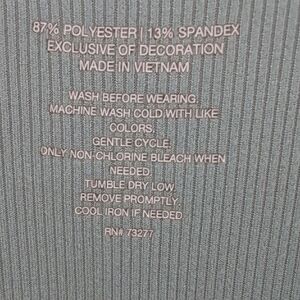 87% POLYESTER | 13% SPANDEX
EXCLUSIVE OF DECORATION
MADE IN VIETNAM
WASH BEFORE WEARING
MACHINE WASH COLD WITH LIKE
COLORS.
GENTLE CYCLE.
ONLY NON-CHLORINE BLEACH WHEN
NEEDED.
TUMBLE DRY LOW.
REMOVE PROMPTLY.
COOL IRON IF NEEDED
RN# 73277